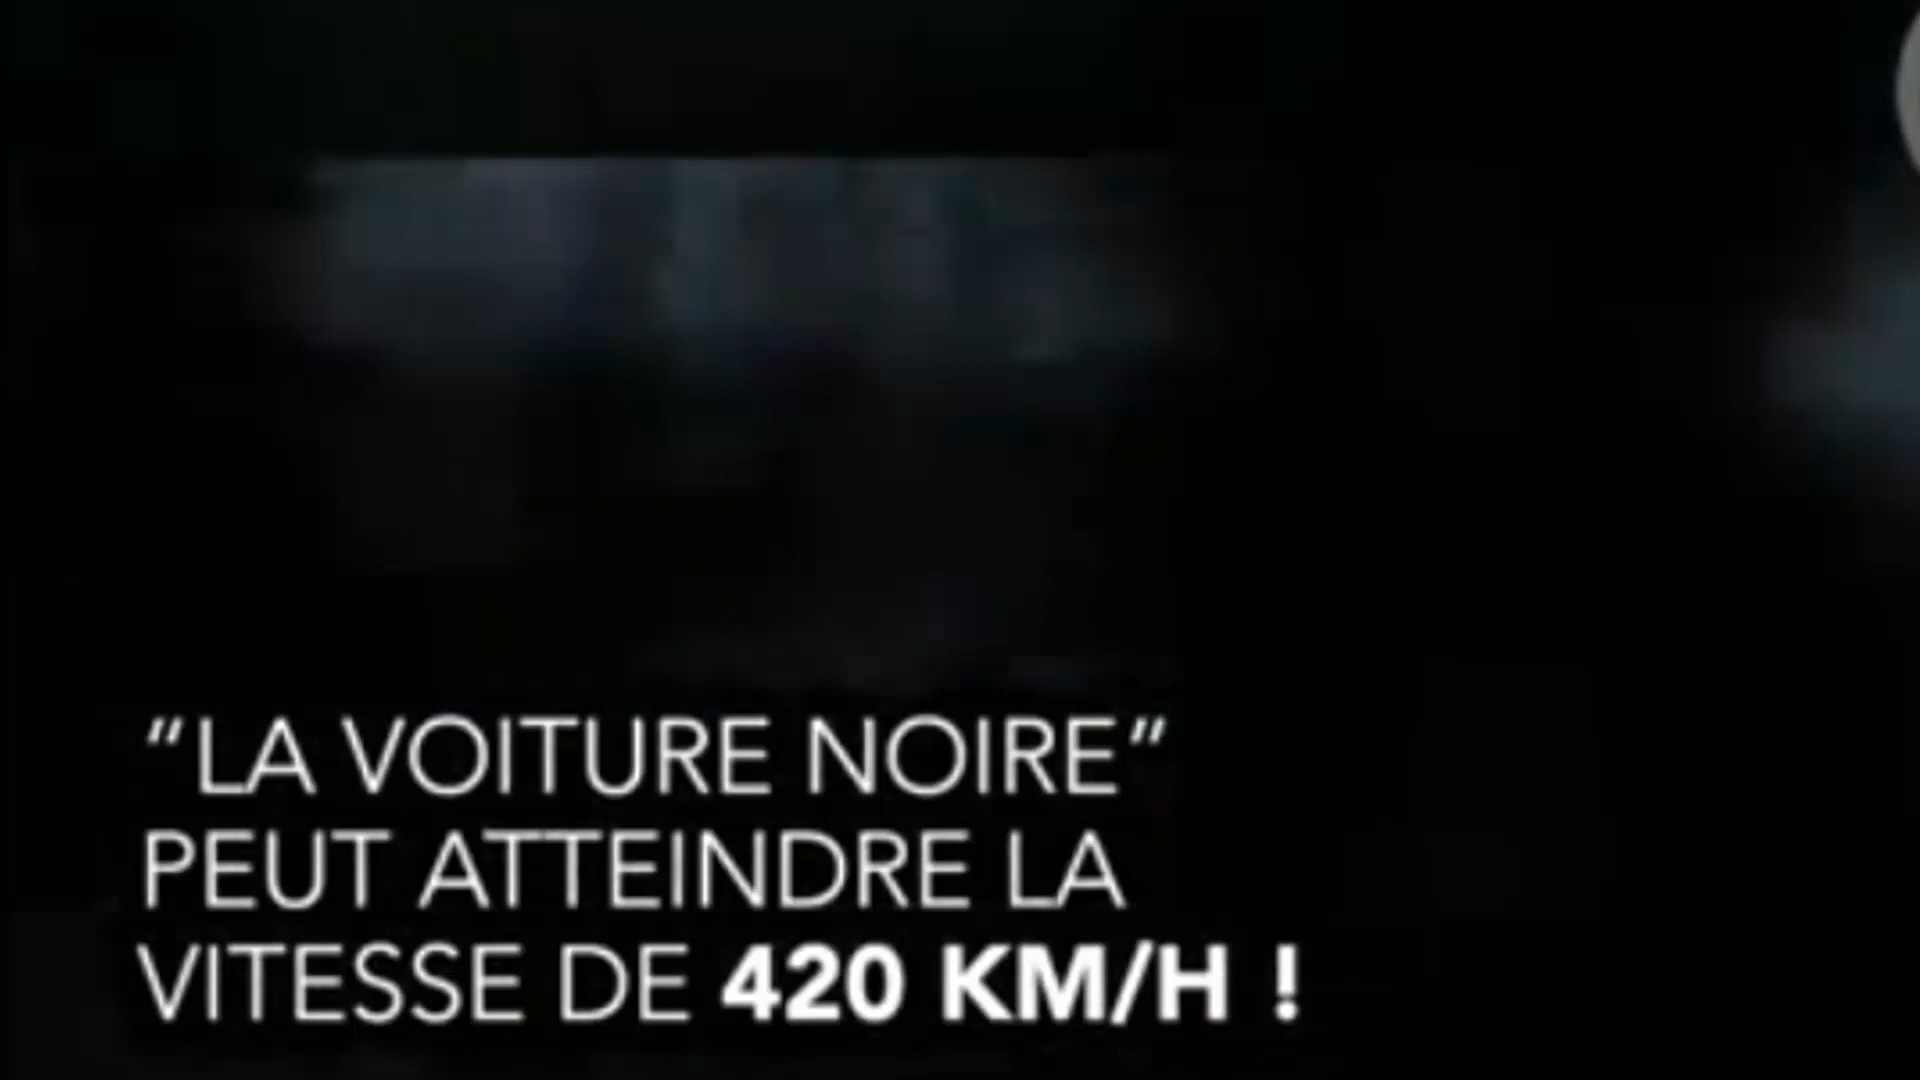 “LA VOITURE NOIRE”
PEUT ATTEINDRE LA
VITESSE DE 420 KM/H !